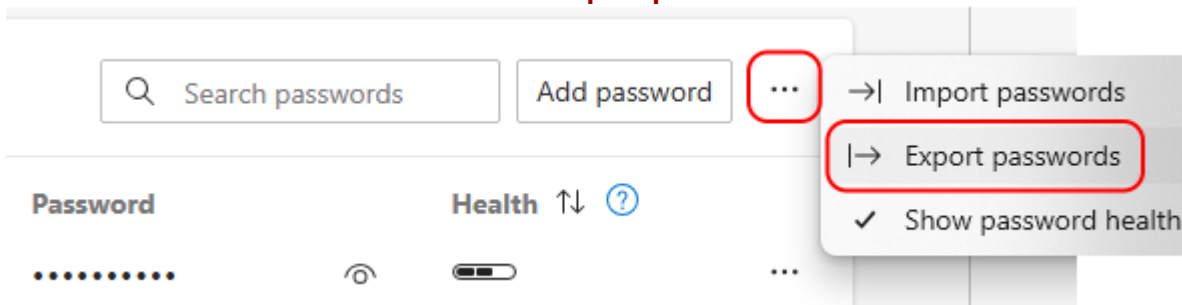 Search passwords
Add password
...
Import passwords
Export passwords
Show password health
Password
Health
?
••••••••••
...